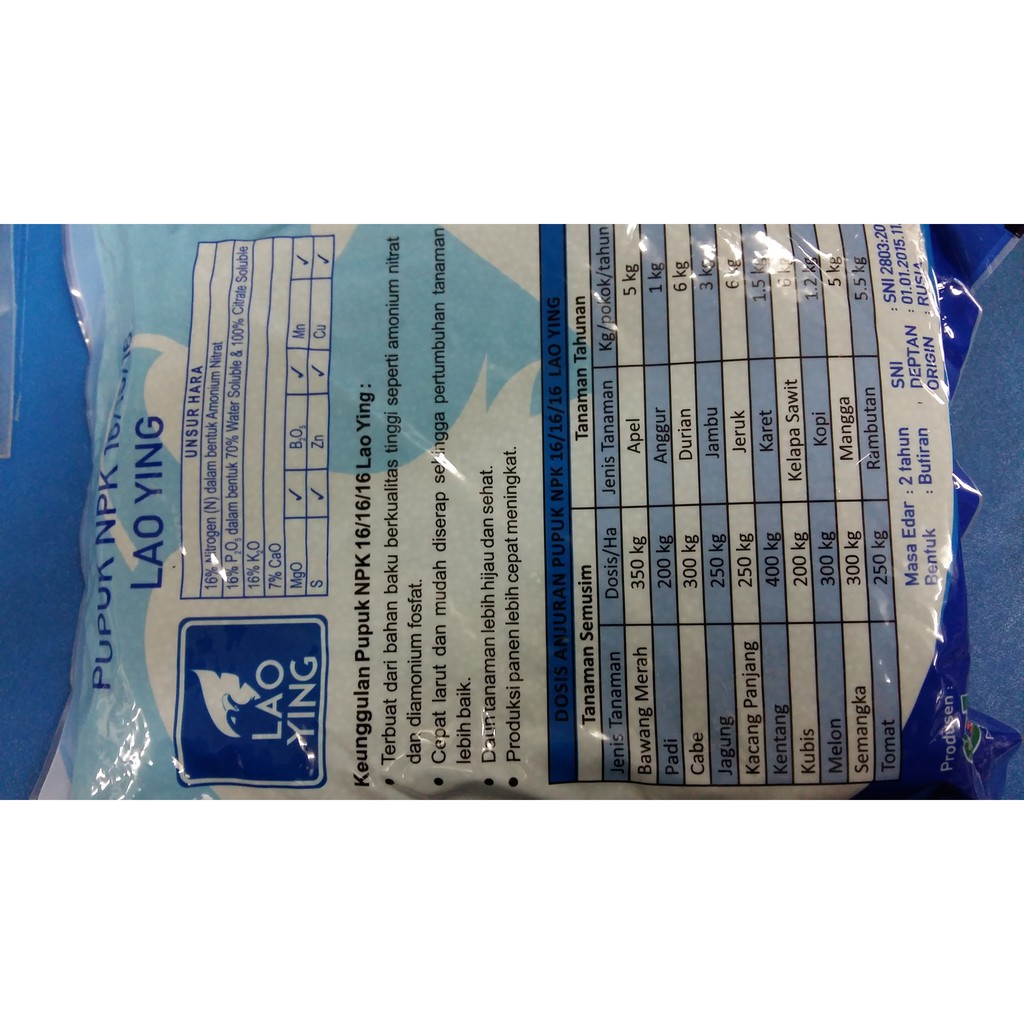 PUPUK NPK
LAO YING
LAO
YING
UNSUR HARA
16% Nitrogen (N) dalam bentuk Amonium Nitrat
16% P₂O₅ dalam bentuk 70% Water Soluble & 100% Citrate Soluble
16% K₂O
7% CaO
MgO ✓ B₂O₃ ✓ Mn ✓
S ✓ Zn ✓ Cu ✓
Keunggulan Pupuk NPK 16/16/16 Lao Ying :
• Terbuat dari bahan baku berkualitas tinggi seperti amonium nitrat
dan diamonium fosfat.
• Cepat larut dan mudah diserap sehingga pertumbuhan tanaman
lebih baik.
• Daun tanaman lebih hijau dan sehat.
• Produksi panen lebih cepat meningkat.
DOSIS ANJURAN PUPUK NPK 16/16/16 LAO YING
Tanaman Semusim Tanaman Tahunan
Jenis Tanaman Dosis/Ha Jenis Tanaman Kg/pokok/tahun
Bawang Merah 350 kg Apel 5 kg
Padi 200 kg Anggur 1 kg
Cabe 300 kg Durian 6 kg
Jagung 250 kg Jambu 3 kg
Kacang Panjang 250 kg Jeruk 6 kg
Kentang 400 kg Karet 1.5 kg
Kubis 200 kg Kelapa Sawit
Melon 300 kg Kopi 1.2 kg
Semangka 300 kg Mangga 5 kg
Tomat 250 kg Rambutan 5.5 kg
Masa Edar : 2 tahun SNI : SNI 2803:20
Bentuk : Butiran DEPTAN : 01.01.2015.11
ORIGIN : RUSIA
Produsen :